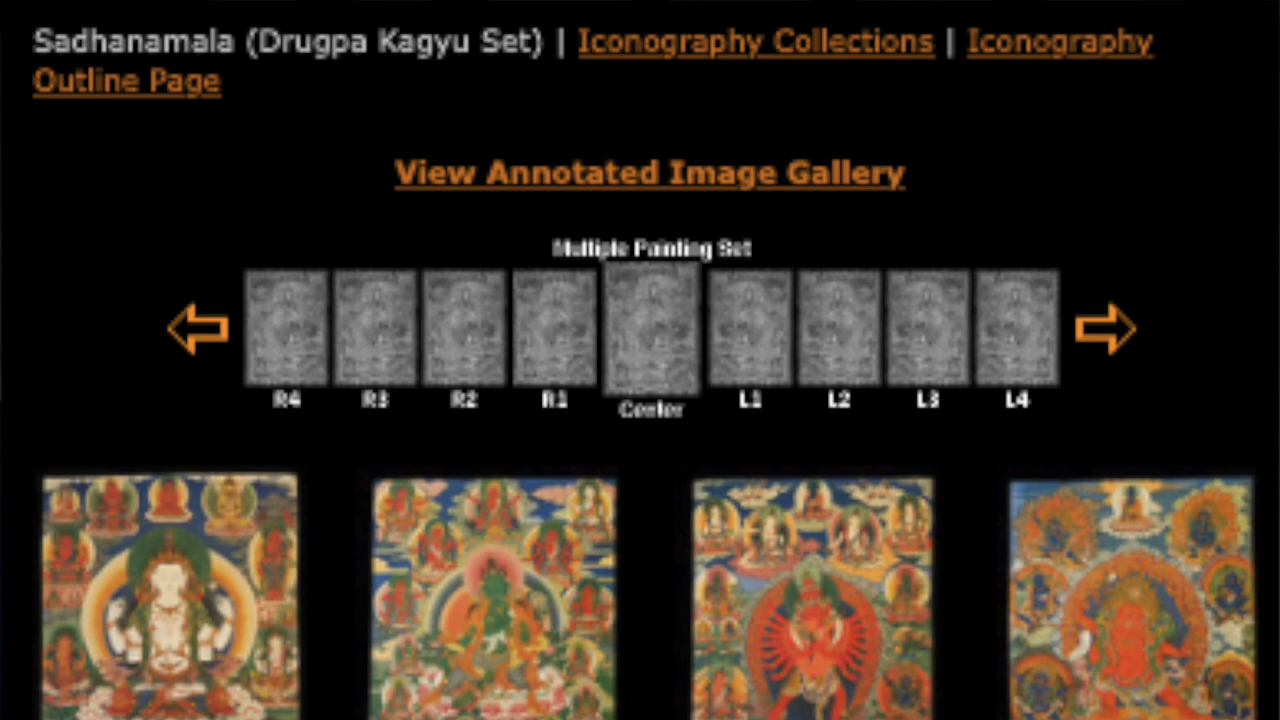 Sadhanamala (Drugpa Kagyu Set) | Iconography Collections | Iconography
Outline Page
View Annotated Image Gallery
Multiple Painting Set
R4 R3 R2 R1 Center L1 L2 L3 L4